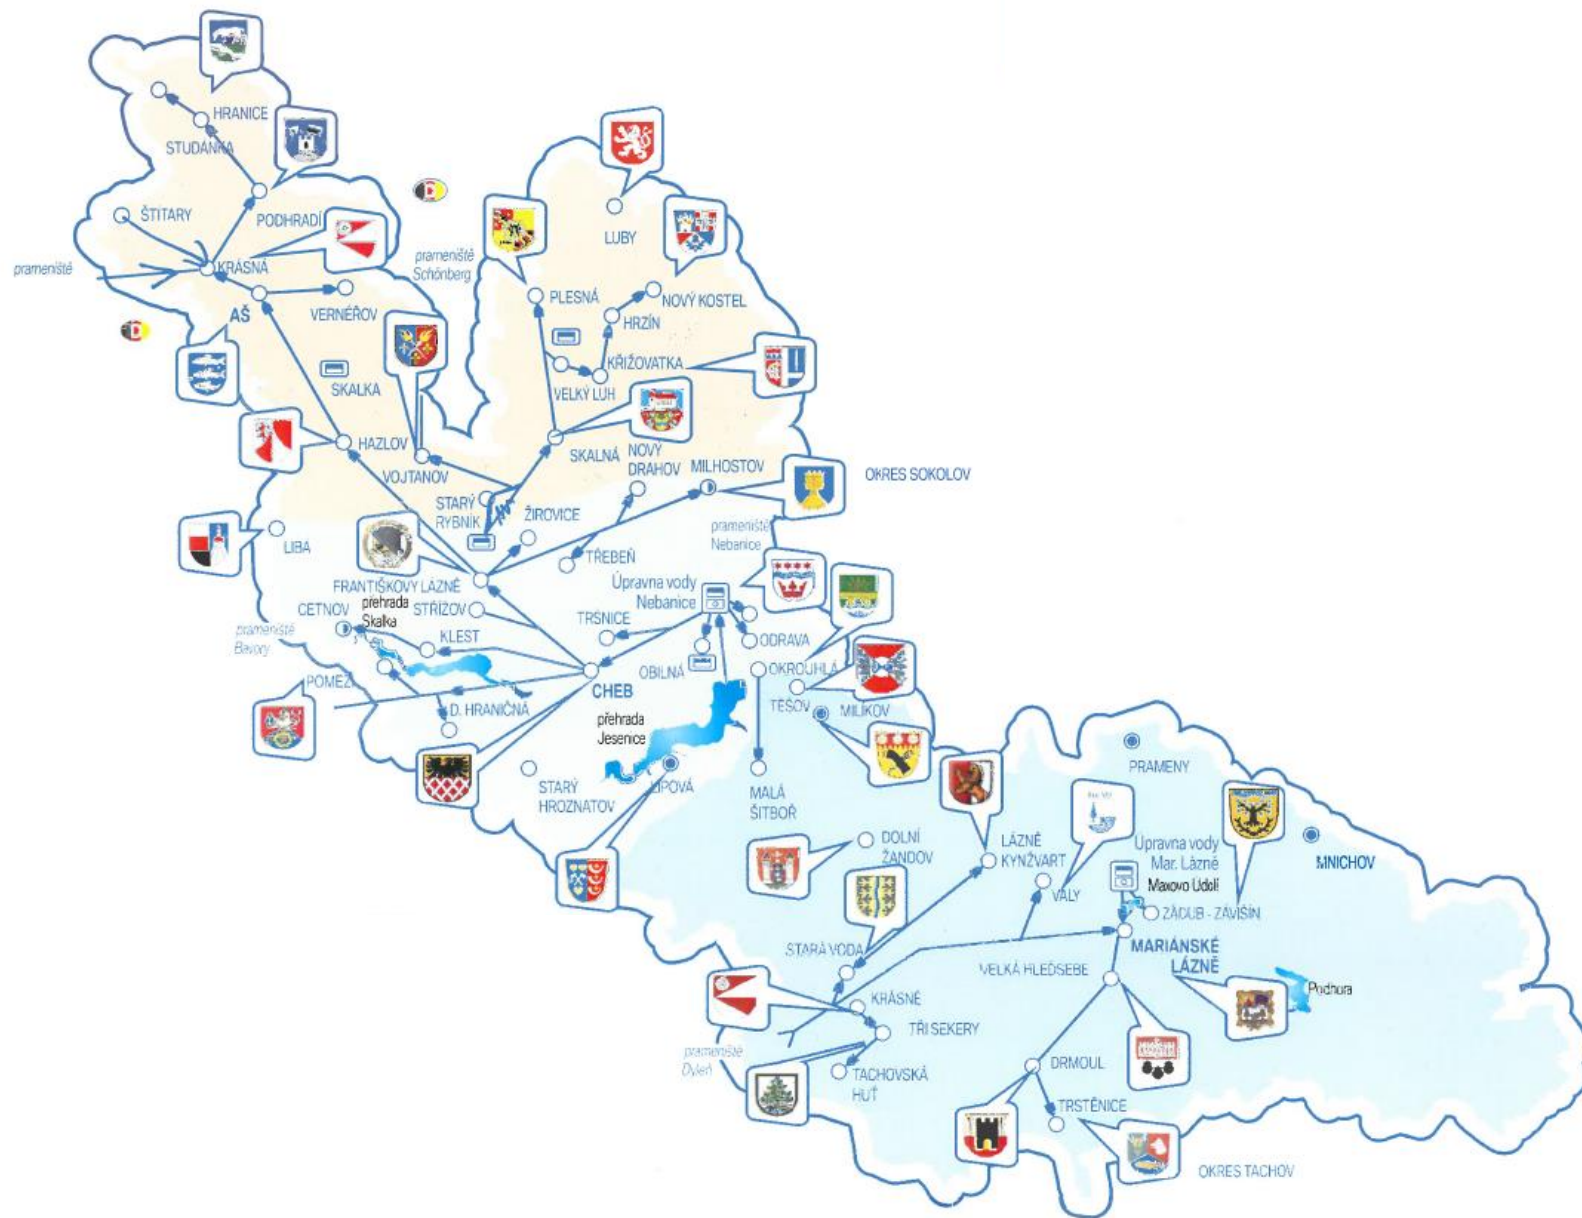 HRANICE
STUDÁNKA
ŠTÍTARY
PODHRADÍ
prameniště
KRÁSNÁ
AŠ
VERNÉŘOV
prameniště
Schönberg
LUBY
PLESNÁ
NOVÝ KOSTEL
HRZÍN
KŘIŽOVATKA
VELKÝ LUH
SKALKA
HAZLOV
VOJTANOV
SKALNÁ
NOVÝ
DRAHOV
MILHOSTOV
OKRES SOKOLOV
STARÝ
RYBNÍK
ŽIROVICE
prameniště
Nebanice
LIBA
TŘEBEŇ
FRANTIŠKOVY LÁZNĚ
Úpravna vody
Nebanice
CETNOV
přehrada
Skalka
STŘÍŽOV
TRSNICE
prameniště
Bavory
KLEST
ODRAVA
OBILNÁ
OKROUHLÁ
POMEZÍ
CHEB
TĚŠOV
MILÍKOV
D. HRANIČNÁ
přehrada
Jesenice
STARÝ
HROZNATOV
LIPOVÁ
MALÁ
ŠITBOŘ
PRAMENY
DOLNÍ
ŽANDOV
LÁZNĚ
KYNŽVART
VALY
Úpravna vody
Mar. Lázně
Maxovo Údolí
MNICHOV
ZÁDUB - ZÁVIŠÍN
STARÁ VODA
MARIÁNSKÉ
LÁZNĚ
VELKÁ HLEĎSEBE
Podhora
KRÁSNÉ
TŘI SEKERY
prameniště
Dyleň
TACHOVSKÁ
HUŤ
DRMOUL
TRSTĚNICE
OKRES TACHOV